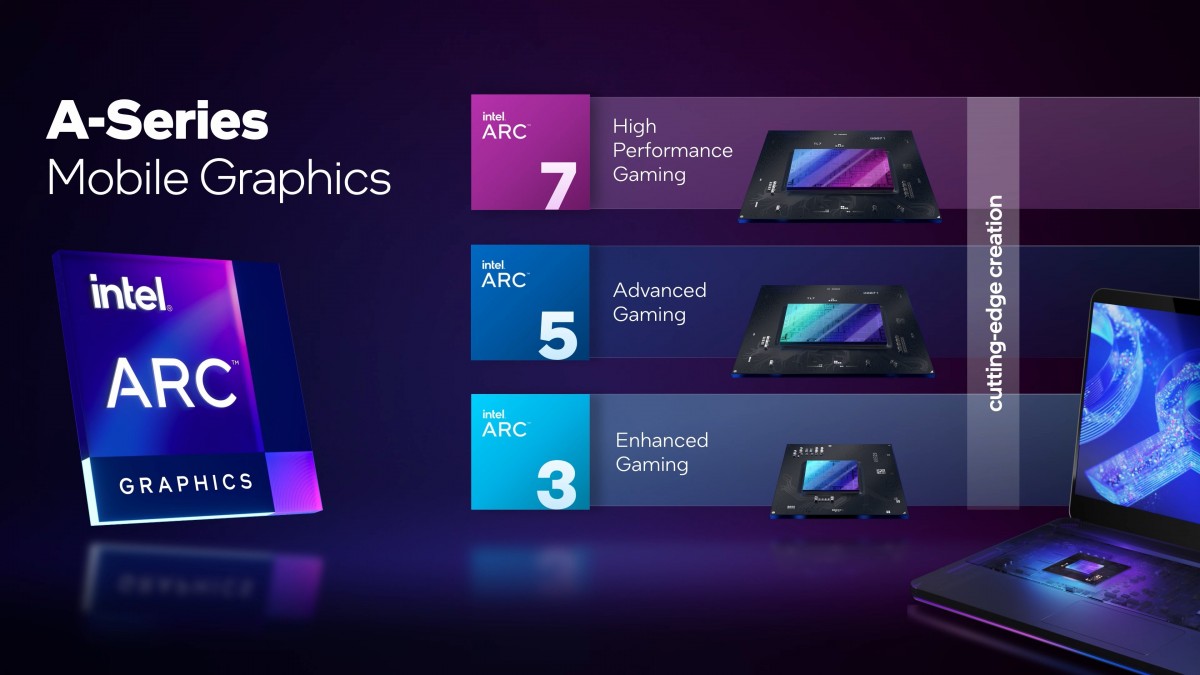 A-Series
Mobile Graphics
intel®
ARC™
GRAPHICS
intel
ARC™
7
High
Performance
Gaming
intel
ARC™
5
Advanced
Gaming
intel
ARC™
3
Enhanced
Gaming
cutting-edge creation